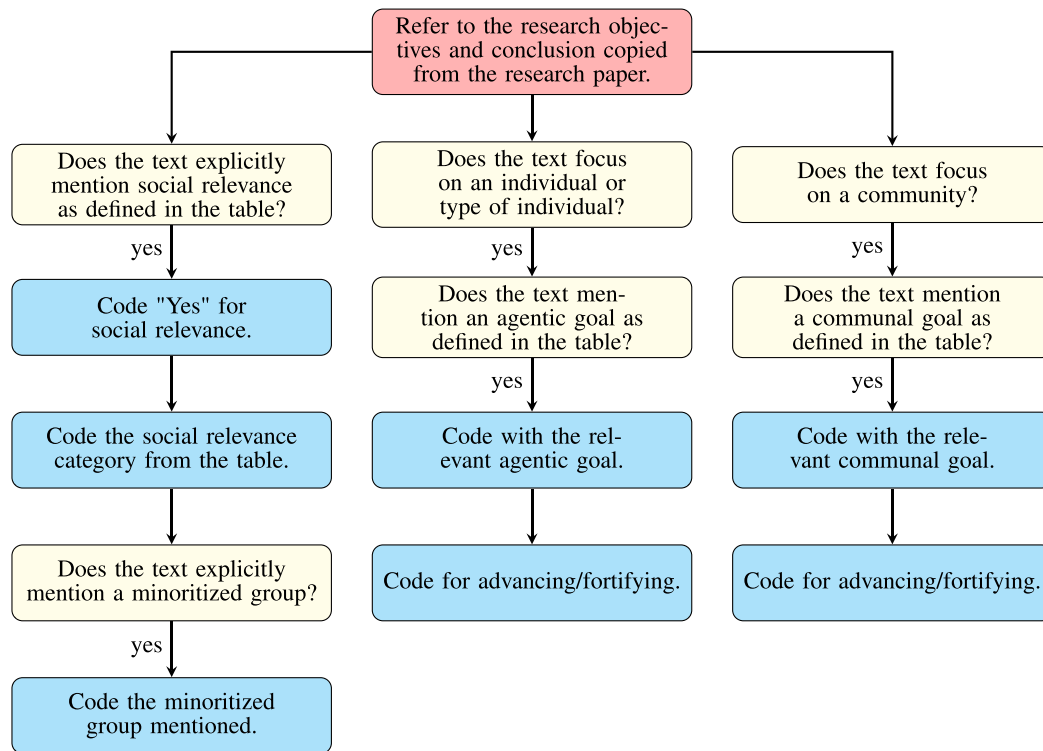 Refer to the research objec-
tives and conclusion copied
from the research paper.
Does the text explicitly
mention social relevance
as defined in the table?
yes
Code "Yes" for
social relevance.
Code the social relevance
category from the table.
Does the text explicitly
mention a minoritized group?
yes
Code the minoritized
group mentioned.
Does the text focus
on an individual or
type of individual?
yes
Does the text men-
tion an agentic goal as
defined in the table?
yes
Code with the rel-
evant agentic goal.
Code for advancing/fortifying.
Does the text focus
on a community?
yes
Does the text mention
a communal goal as
defined in the table?
yes
Code with the rele-
vant communal goal.
Code for advancing/fortifying.